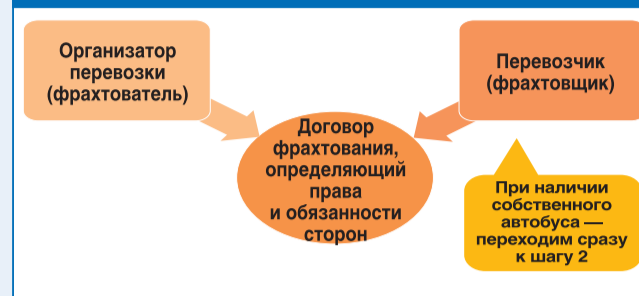 Организатор
перевозки
(фрахтователь)
Перевозчик
(фрахтовщик)
Договор
фрахтования,
определяющий
права
и обязанности
сторон
При наличии
собственного
автобуса —
переходим сразу
к шагу 2